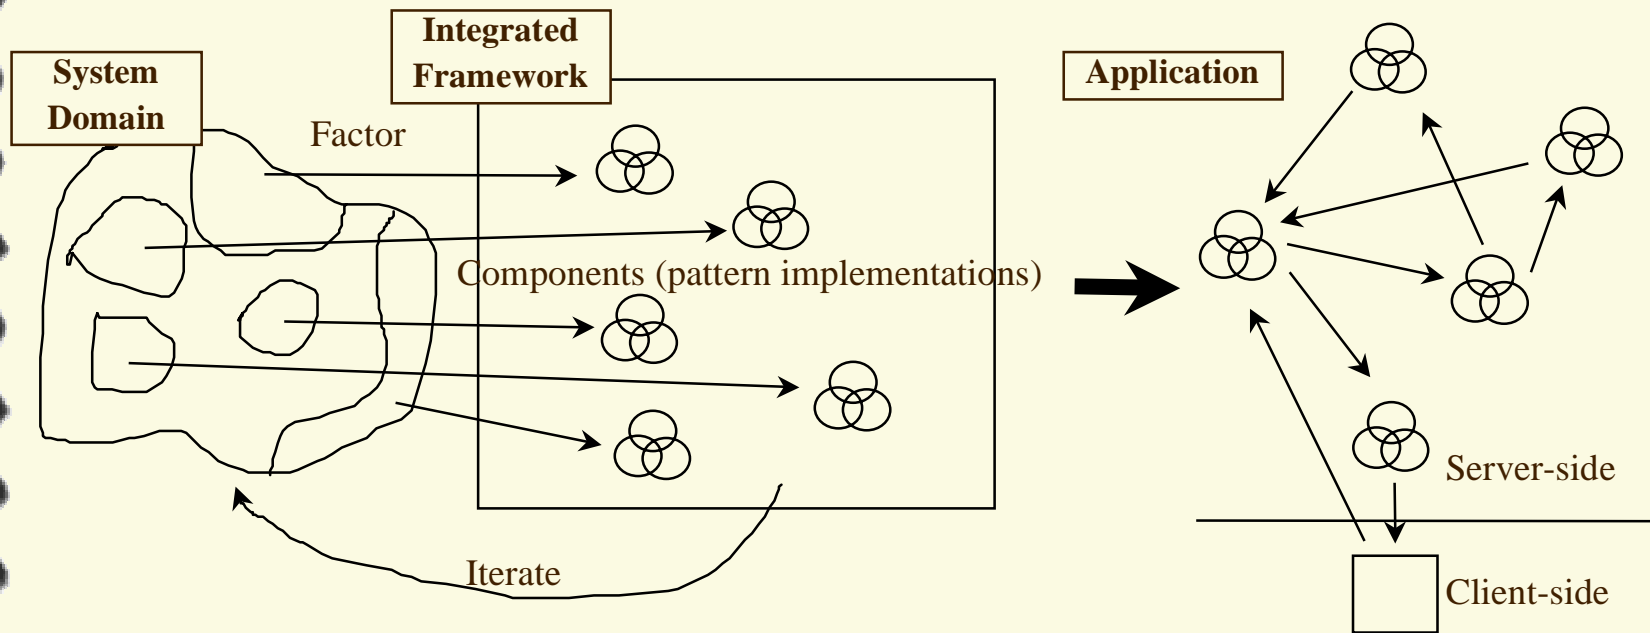 System
Domain
Integrated
Framework
Application
Factor
Components (pattern implementations)
Server-side
Iterate
Client-side